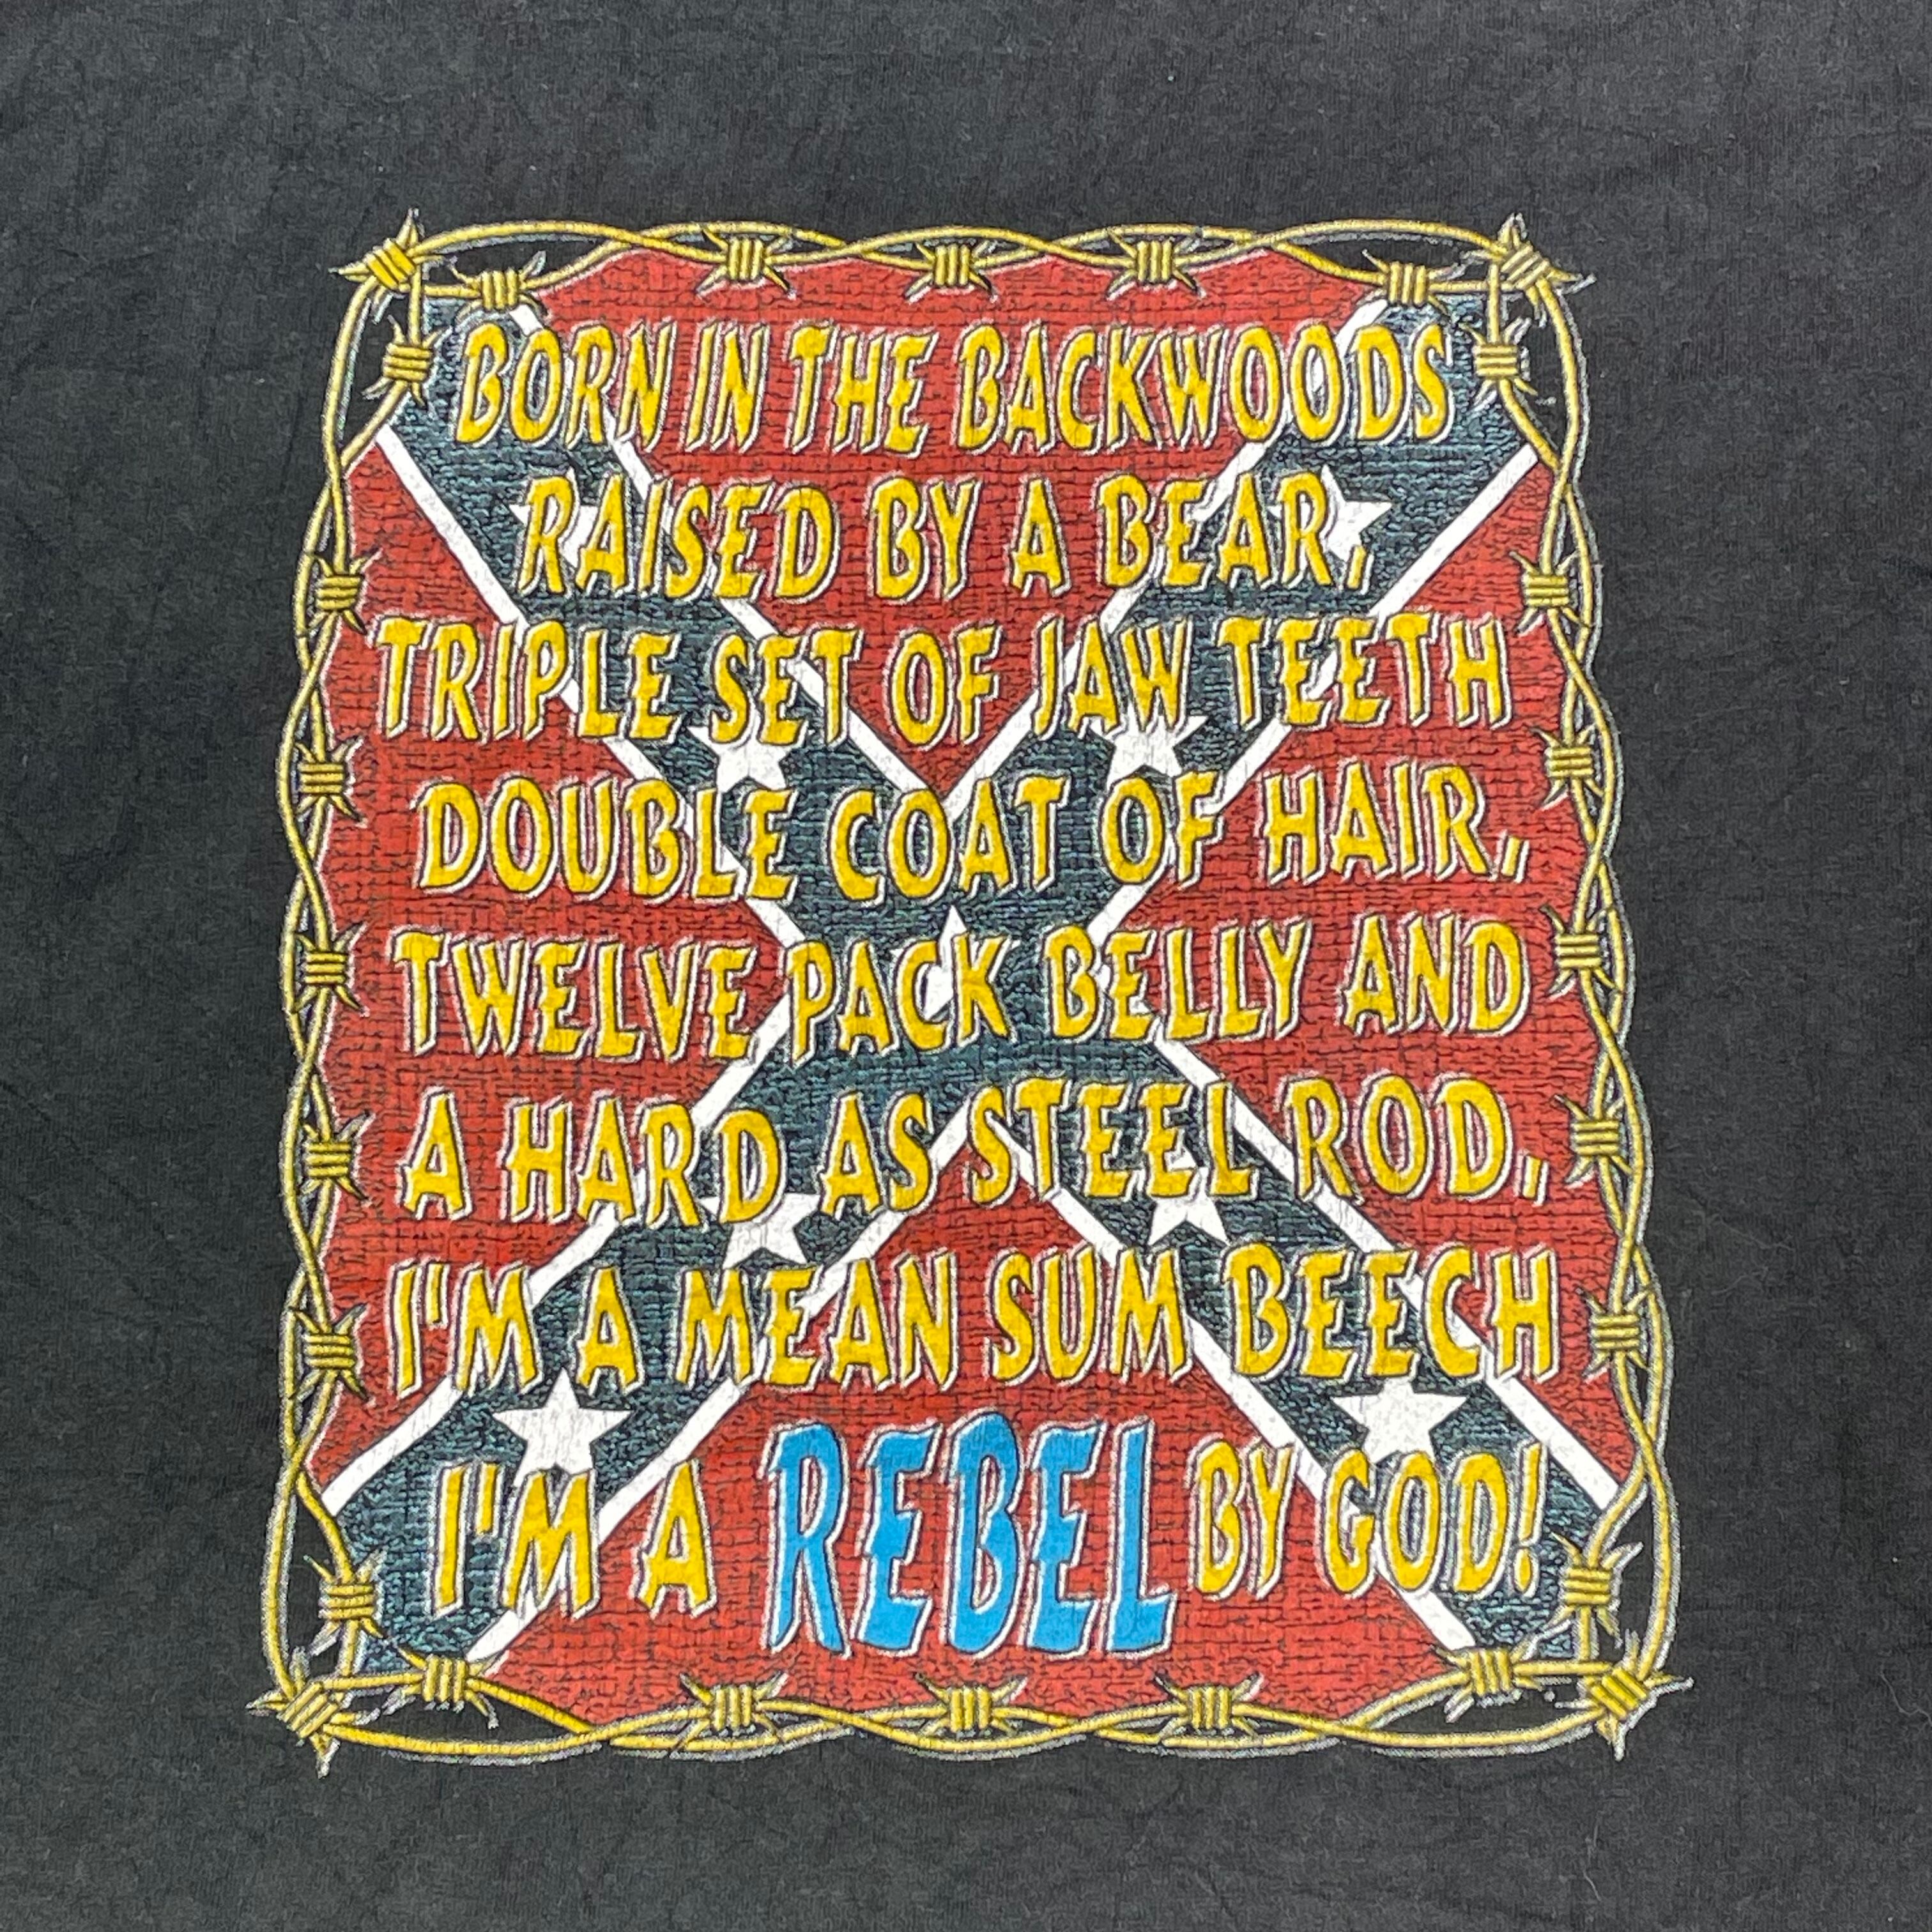 BORN IN THE BACKWOODS
RAISED BY A BEAR,
TRIPLE SET OF JAW TEETH
DOUBLE COAT OF HAIR,
TWELVE PACK BELLY AND
A HARD AS STEEL ROD,
I'M A MEAN SUM BEECH
I'M A REBEL BY GOD!